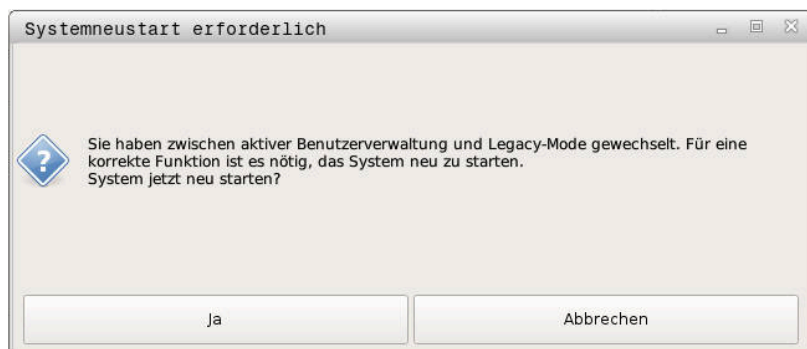 Systemneustart erforderlich
Sie haben zwischen aktiver Benutzerverwaltung und Legacy-Mode gewechselt. Für eine
korrekte Funktion ist es nötig, das System neu zu starten.
System jetzt neu starten?
Ja
Abbrechen